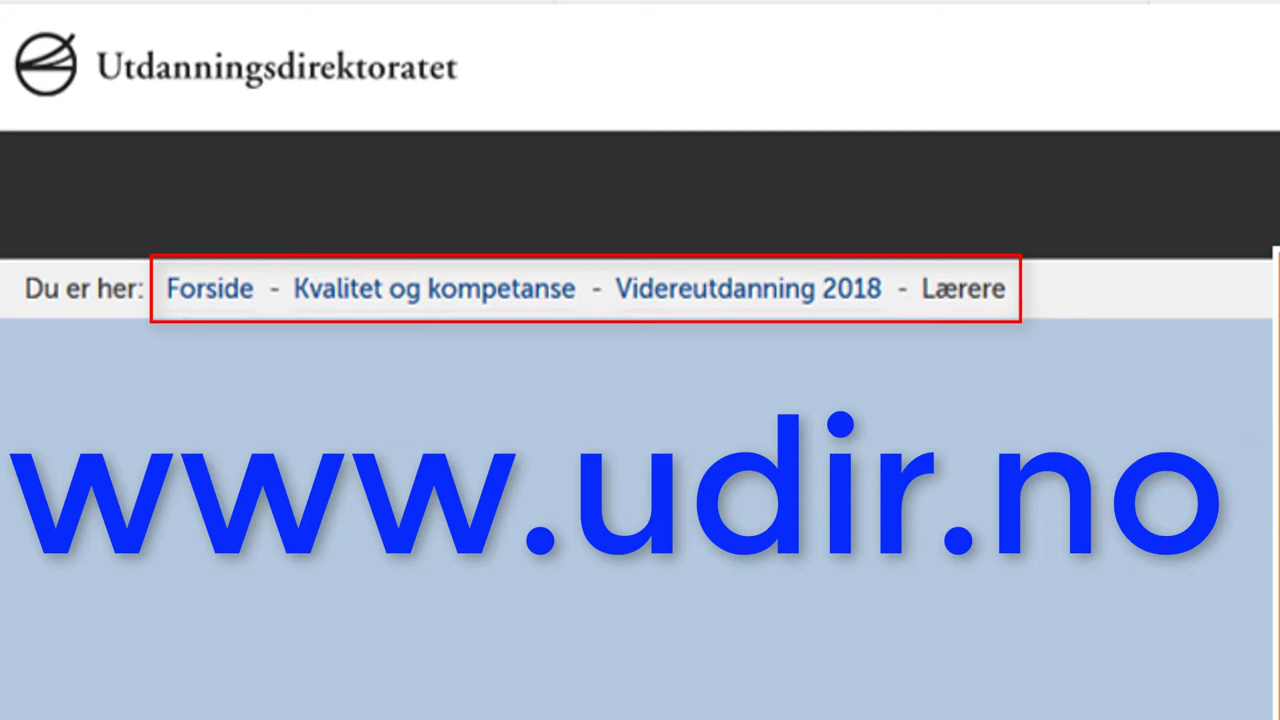 Utdanningsdirektoratet
Du er her: Forside - Kvalitet og kompetanse - Videreutdanning 2018 - Lærere
www.udir.no